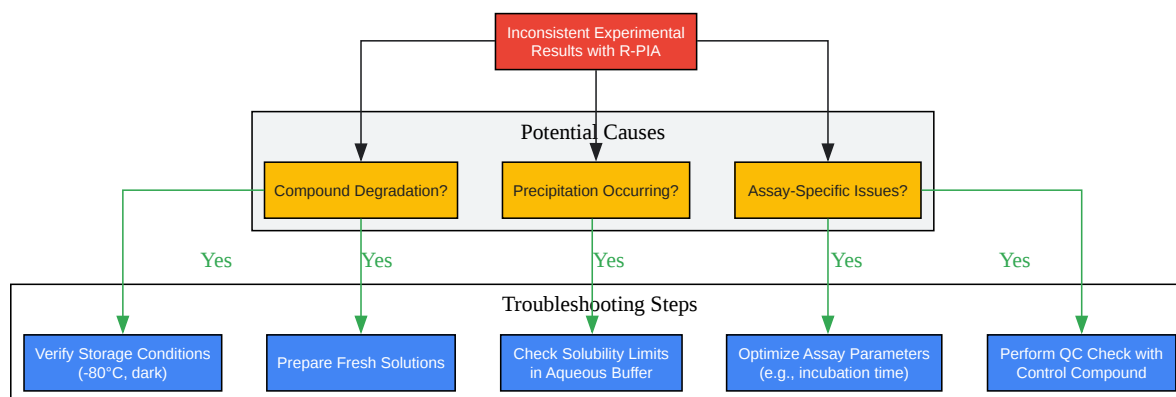 Inconsistent Experimental
Results with R-PIA
Potential Causes
Compound Degradation?
Precipitation Occurring?
Assay-Specific Issues?
Yes
Yes
Yes
Yes
Yes
Troubleshooting Steps
Verify Storage Conditions
(-80°C, dark)
Prepare Fresh Solutions
Check Solubility Limits
in Aqueous Buffer
Optimize Assay Parameters
(e.g., incubation time)
Perform QC Check with
Control Compound